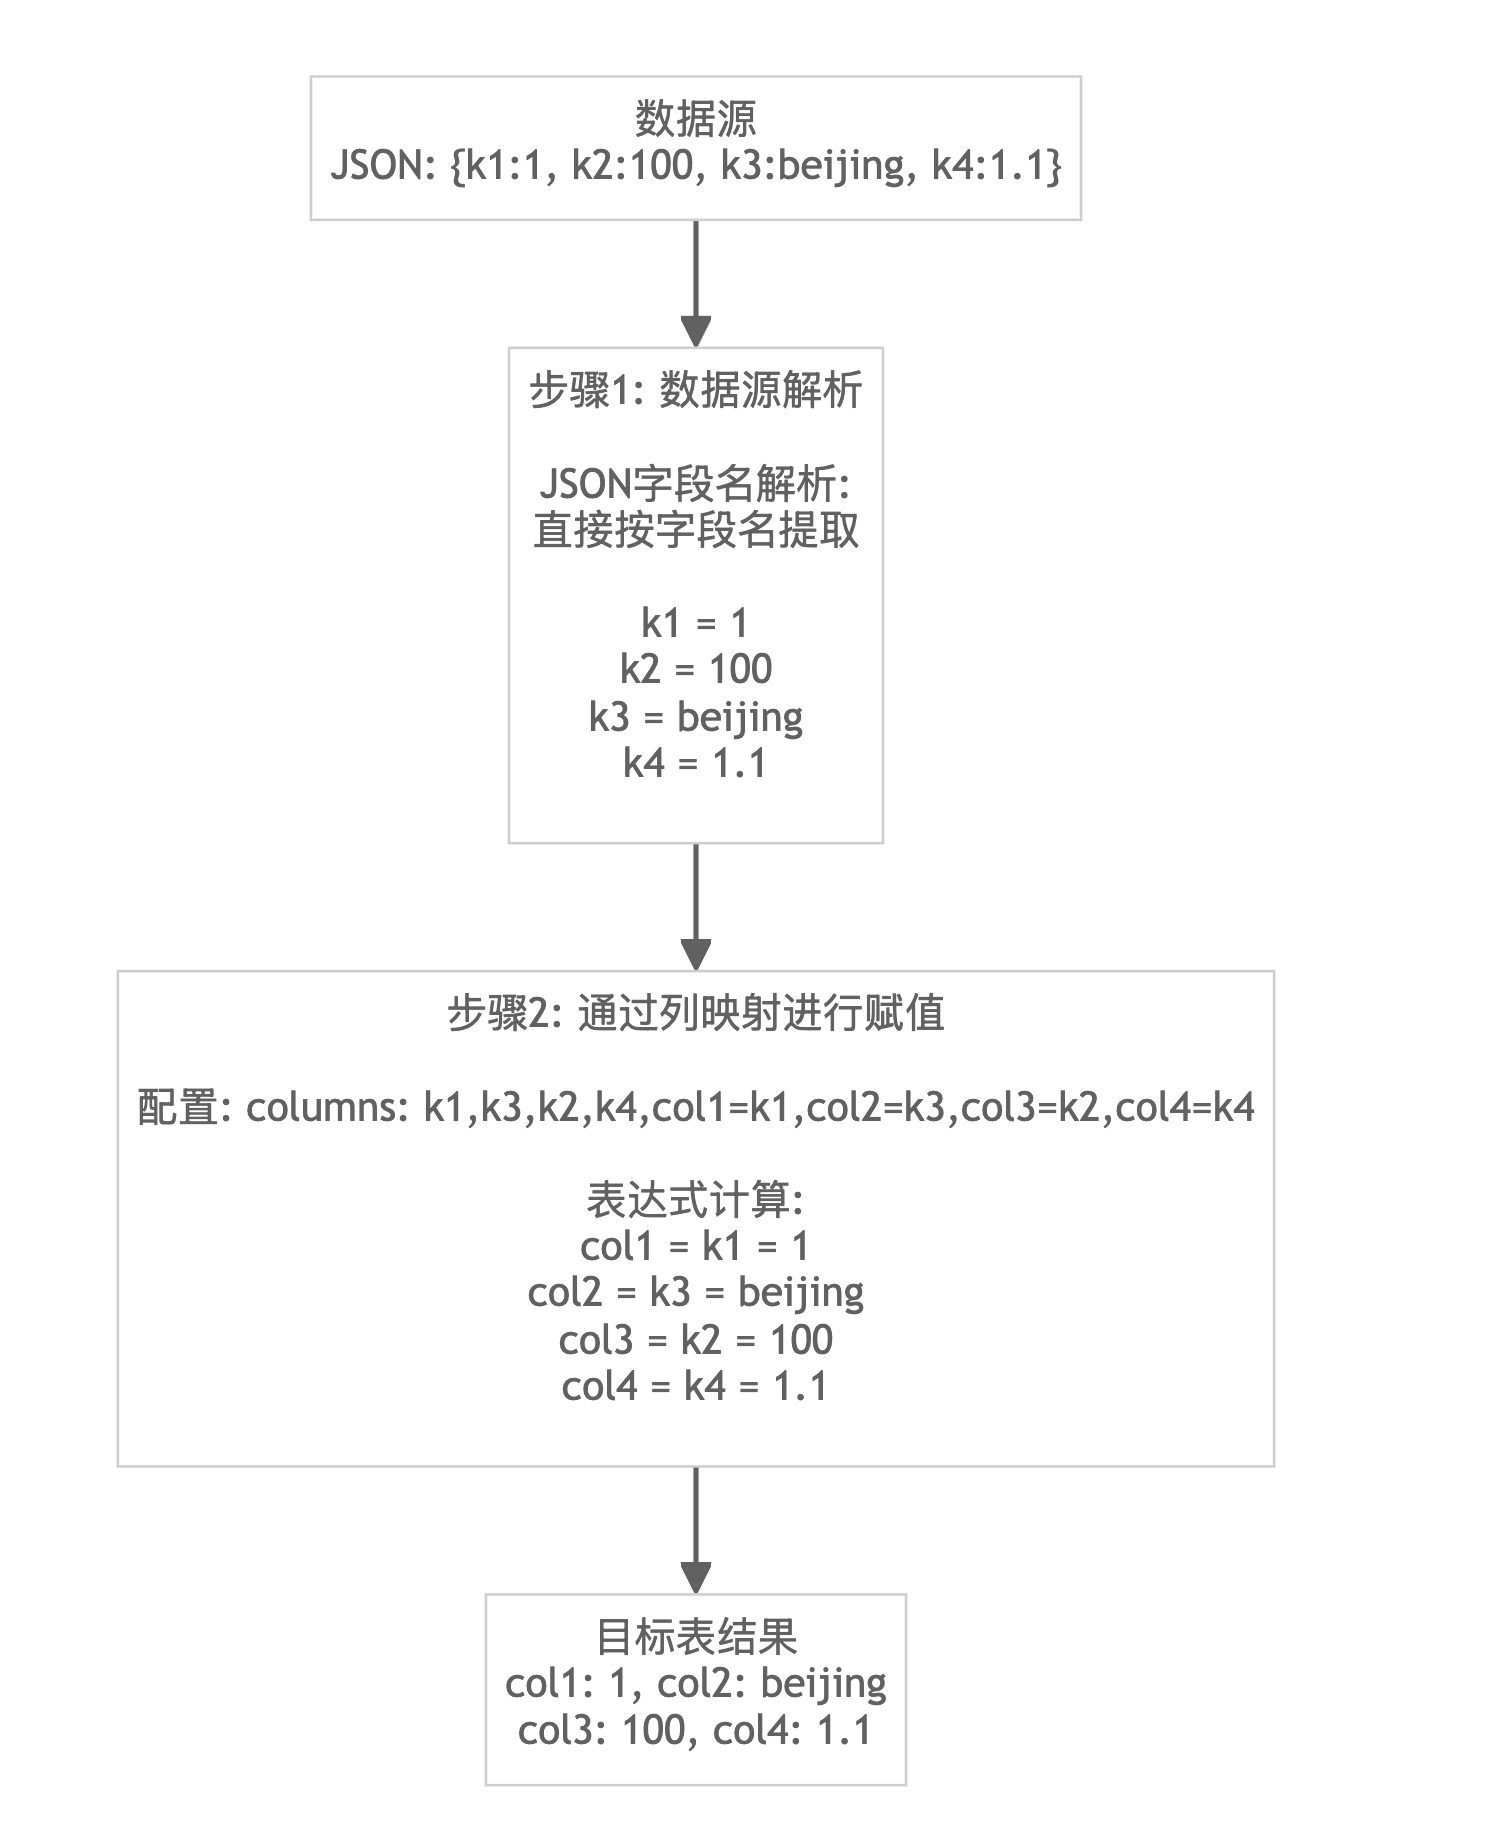 数据源
JSON: {k1:1, k2:100, k3:beijing, k4:1.1}
步骤1: 数据源解析
JSON字段名解析:
直接按字段名提取
k1 = 1
k2 = 100
k3 = beijing
k4 = 1.1
步骤2: 通过列映射进行赋值
配置: columns: k1,k3,k2,k4,col1=k1,col2=k3,col3=k2,col4=k4
表达式计算:
col1 = k1 = 1
col2 = k3 = beijing
col3 = k2 = 100
col4 = k4 = 1.1
目标表结果
col1: 1, col2: beijing
col3: 100, col4: 1.1